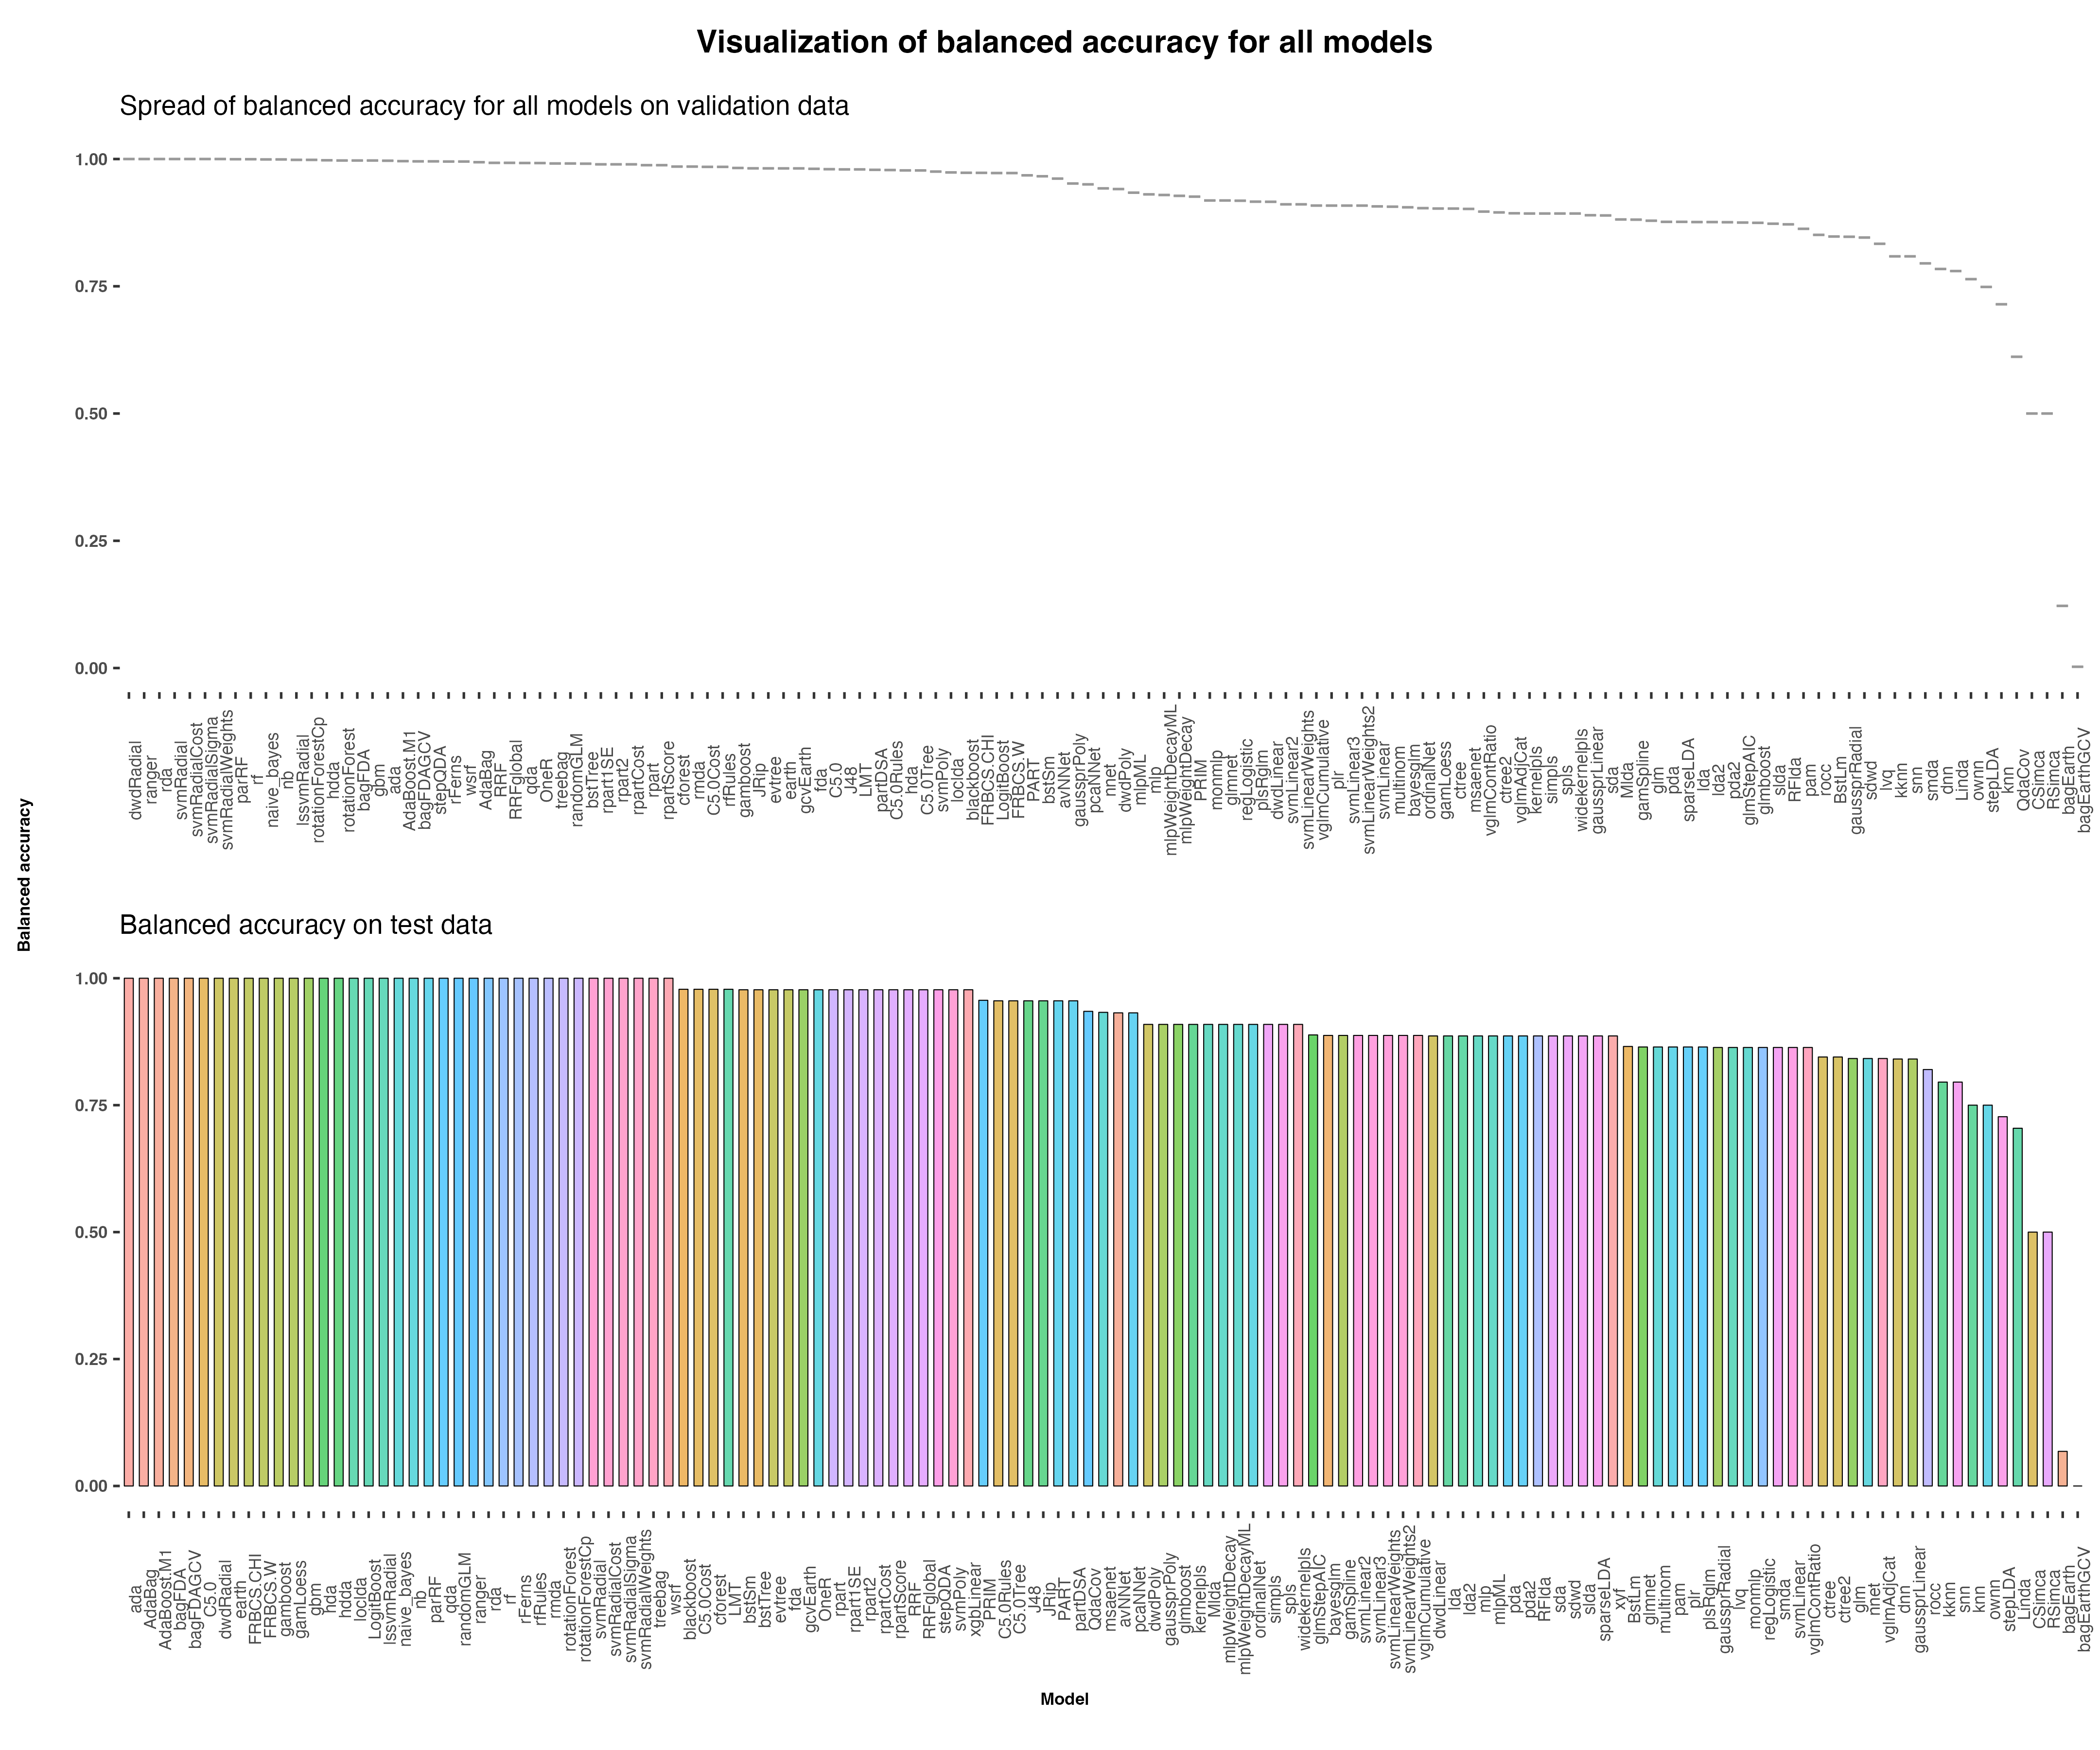 Visualization of balanced accuracy for all models
Spread of balanced accuracy for all models on validation data
1.00
0.75
0.50
0.25
0.00
dwdRadial
ranger
rda
svmRadial
svmRadialCost
svmRadialSigma
svmRadialWeights
parRF
rf
naive_bayes
nb
lssvmRadial
rotationForestCp
hdda
rotationForest
bagFDA
gbm
ada
AdaBoost.M1
bagFDAGCV
stepQDA
rFerns
wsrf
AdaBag
RRF
RRFglobal
qda
OneR
treebag
randomGLM
bstTree
rpart1SE
rpart2
rpartCost
rpart
rpartScore
cforest
rmda
C5.0Cost
rfRules
gamboost
JRip
evtree
earth
gcvEarth
fda
C5.0
J48
LMT
partDSA
C5.0Rules
hda
C5.0Tree
svmPoly
loclda
blackboost
FRBCS.CHI
LogitBoost
FRBCS.W
PART
bstSm
avNNet
gaussprPoly
pcaNNet
nnet
dwdPoly
mlpML
mlp
mlpWeightDecayML
mlpWeightDecay
PRIM
monmlp
glmnet
regLogistic
plsRglm
dwdLinear
svmLinear2
svmLinearWeights
vglmCumulative
plr
svmLinear3
svmLinearWeights2
svmLinear
multinom
bayesglm
ordinalNet
gamLoess
ctree
msaenet
vglmContRatio
ctree2
vglmAdjCat
kernelpls
simpls
spls
widekernelpls
gaussprLinear
sda
Mlda
gamSpline
glm
pda
sparseLDA
lda
lda2
pda2
glmStepAIC
glmboost
slda
RFlda
pam
rocc
BstLm
gaussprRadial
sdwd
lvq
kknn
snn
smda
dnn
Linda
ownn
stepLDA
knn
QdaCov
CSimca
RSimca
bagEarth
bagEarthGCV
Balanced accuracy
Balanced accuracy on test data
1.00
0.75
0.50
0.25
0.00
ada
AdaBag
AdaBoost.M1
bagFDA
bagFDAGCV
C5.0
dwdRadial
earth
FRBCS.CHI
FRBCS.W
gamboost
gamLoess
gbm
hda
hdda
loclda
LogitBoost
lssvmRadial
naive_bayes
nb
parRF
qda
randomGLM
ranger
rda
rf
rFerns
rfRules
rmda
rotationForest
rotationForestCp
svmRadial
svmRadialCost
svmRadialSigma
svmRadialWeights
treebag
wsrf
blackboost
C5.0Cost
cforest
LMT
bstSm
bstTree
evtree
fda
gcvEarth
OneR
rpart
rpart1SE
rpart2
rpartCost
rpartScore
RRF
RRFglobal
stepQDA
svmPoly
xgbLinear
PRIM
C5.0Rules
C5.0Tree
J48
JRip
PART
partDSA
QdaCov
msaenet
avNNet
pcaNNet
dwdPoly
gaussprPoly
glmboost
kernelpls
Mlda
mlpWeightDecay
mlpWeightDecayML
ordinalNet
simpls
spls
widekernelpls
glmStepAIC
bayesglm
gamSpline
svmLinear2
svmLinear3
svmLinearWeights
svmLinearWeights2
vglmCumulative
dwdLinear
lda
lda2
mlp
mlpML
pda
pda2
RFlda
sda
sdwd
slda
sparseLDA
xyf
BstLm
glmnet
multinom
pam
plr
plsRglm
gaussprRadial
lvq
monmlp
regLogistic
smda
svmLinear
vglmContRatio
ctree
ctree2
glm
nnet
vglmAdjCat
dnn
gaussprLinear
rocc
kknn
snn
knn
ownn
stepLDA
Linda
CSimca
RSimca
bagEarth
bagEarthGCV
Model